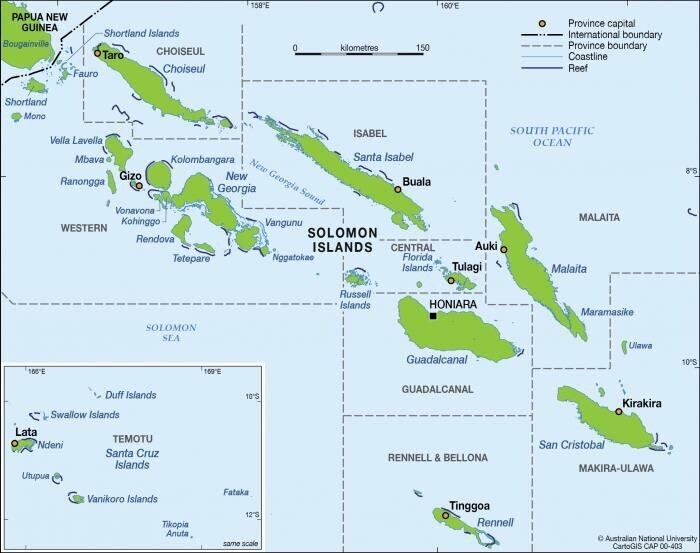 158°E
160°E
PAPUA NEW
GUINEA
Bougainville
Shortland Islands
Fauro
Shortland
Mono
CHOISEUL
Taro
Choiseul
0
kilometres
150
Province capital
International boundary
Province boundary
Coastline
Reef
SOUTH PACIFIC
OCEAN
ISABEL
Santa Isabel
Buala
8°S
Vella Lavella
Mbava
Ranongga
Gizo
Kolombangara
New
Georgia
New Georgia Sound
Vonavona
Kohinggo
WESTERN
Rendova
Tetepare
Vangunu
Nggatokae
SOLOMON
ISLANDS
CENTRAL
Florida
Islands
Tulagi
Russell
Islands
MALAITA
Auki
Malaita
Maramasike
HONIARA
Guadalcanal
GUADALCANAL
Ulawa
10°S
SOLOMON
SEA
Kirakira
San Cristobal
MAKIRA-ULAWA
RENNELL & BELLONA
Tinggoa
Rennell
166°E
169°E
10°S
Duff Islands
Swallow Islands
Lata
Ndeni
TEMOTU
Santa Cruz
Islands
Utupua
Vanikoro Islands
Fataka
12°S
Tikopia
Anuta
same scale
© Australian National University
CartoGIS CAP 00-403